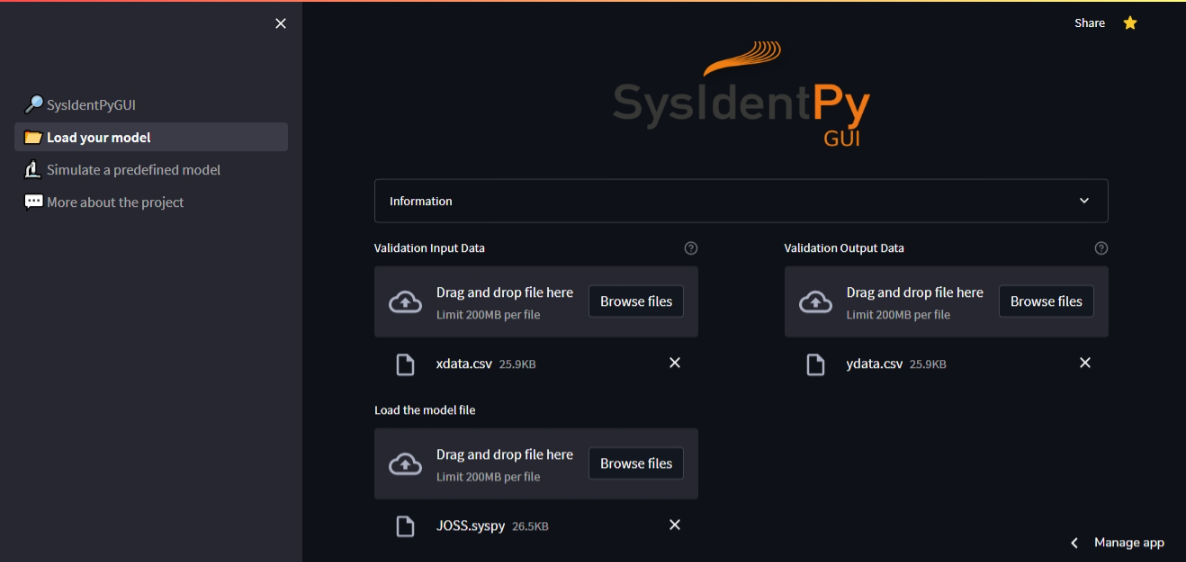 Share
SysIdentPy
GUI
SysIdentPyGUI
Load your model
Simulate a predefined model
More about the project
Information
Validation Input Data
Validation Output Data
Drag and drop file here
Limit 200MB per file
Browse files
Drag and drop file here
Limit 200MB per file
Browse files
xdata.csv 25.9KB
ydata.csv 25.9KB
Load the model file
Drag and drop file here
Limit 200MB per file
Browse files
JOSS.syspy 26.5KB
Manage app